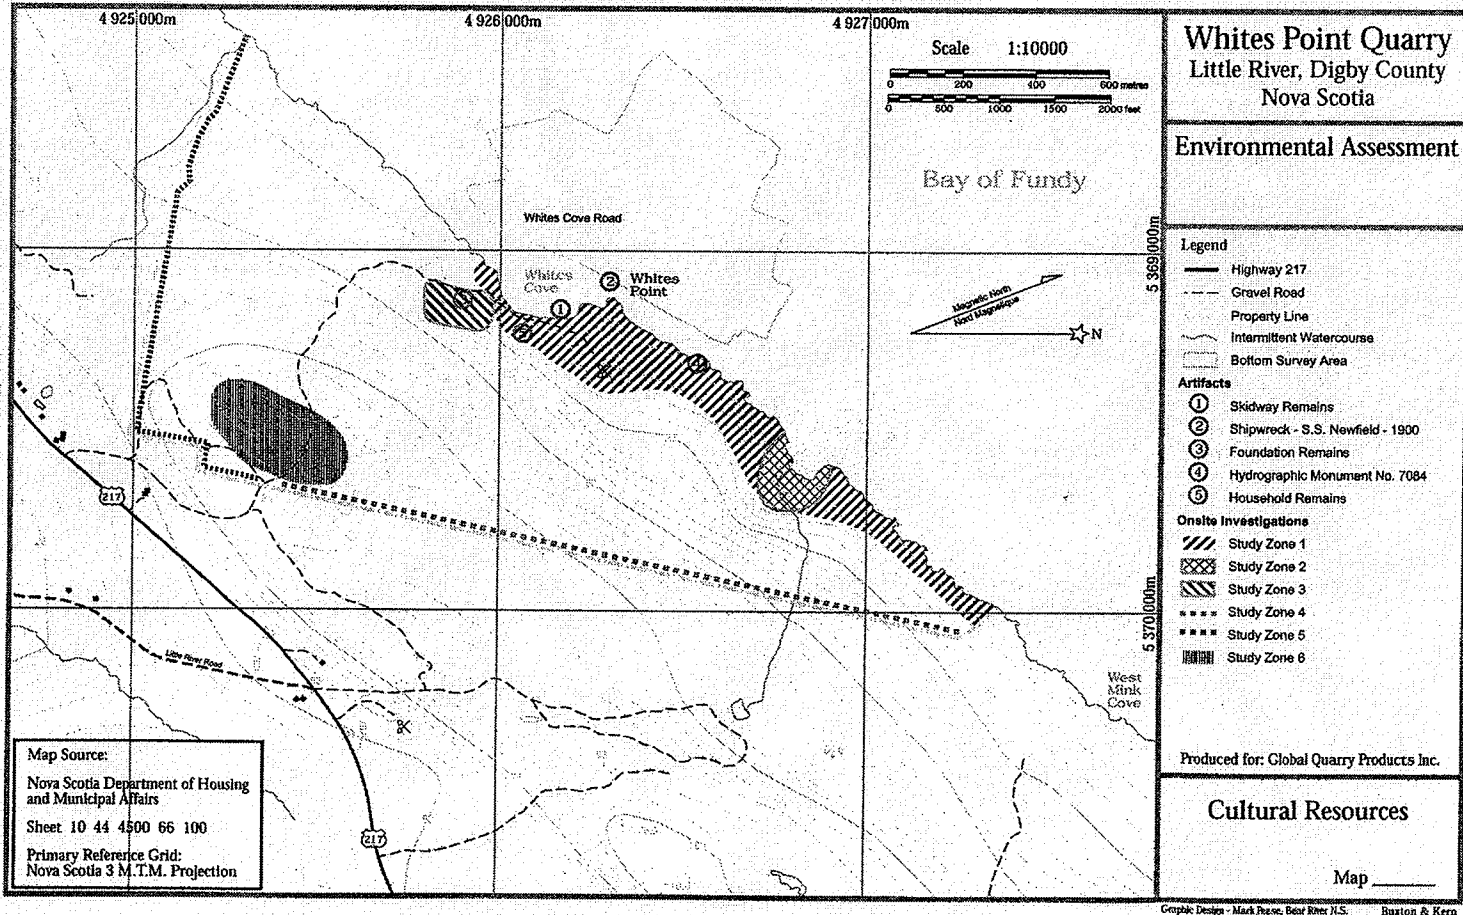 4 925 000m
4 926 000m
4 927 000m
Scale 1:10000
0 200 400 600 metres
0 500 1000 1500 2000 feet
Bay of Fundy
Whites Cove Road
5 369 000m
Whites
Cove
2
Whites
Point
1
5
4
Magnetic North
Nord Magnétique
N
217
5 370 000m
Little River Road
West
Mink
Cove
217
Map Source:
Nova Scotia Department of Housing
and Municipal Affairs
Sheet 10 44 4500 66 100
Primary Reference Grid:
Nova Scotia 3 M.T.M. Projection
Whites Point Quarry
Little River, Digby County
Nova Scotia
Environmental Assessment
Legend
Highway 217
Gravel Road
Property Line
Intermittent Watercourse
Bottom Survey Area
Artifacts
1 Skidway Remains
2 Shipwreck - S.S. Newfield - 1900
3 Foundation Remains
4 Hydrographic Monument No. 7084
5 Household Remains
Onsite Investigations
Study Zone 1
Study Zone 2
Study Zone 3
Study Zone 4
Study Zone 5
Study Zone 6
Produced for: Global Quarry Products Inc.
Cultural Resources
Map ______
Graphic Design - Mark Pease, Bear River N.S. Buxton & Kern